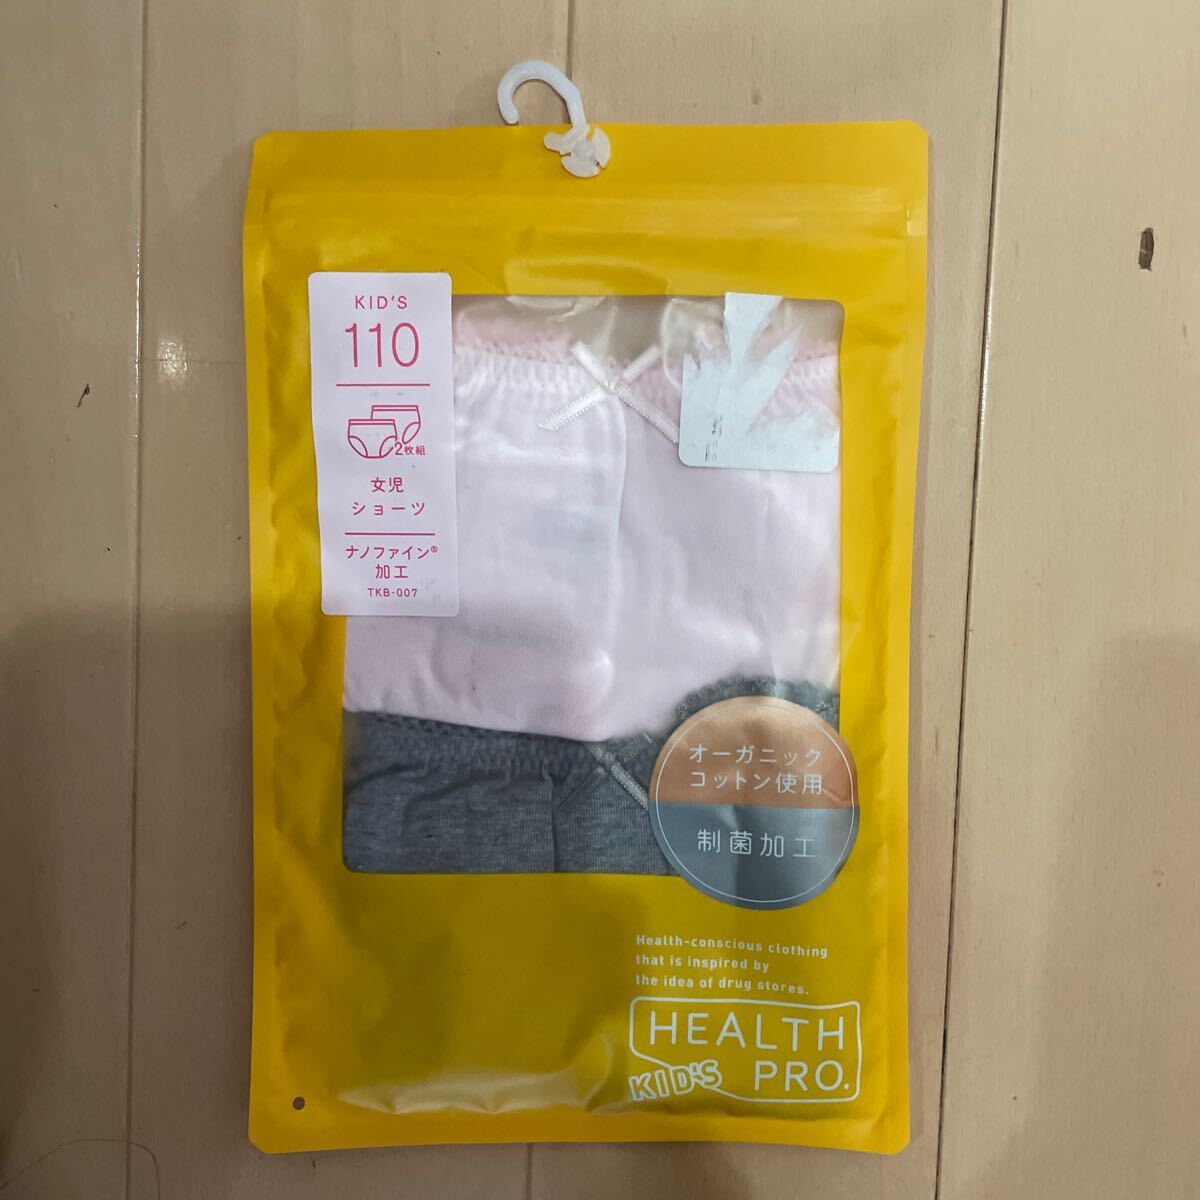 KID'S
110
2枚組
女児
ショーツ
ナノファイン®
加工
TKB-007
オーガニック
コットン使用
制菌加工
Health-conscious clothing
that is inspired by
the idea of drug stores.
HEALTH
KID'S PRO.